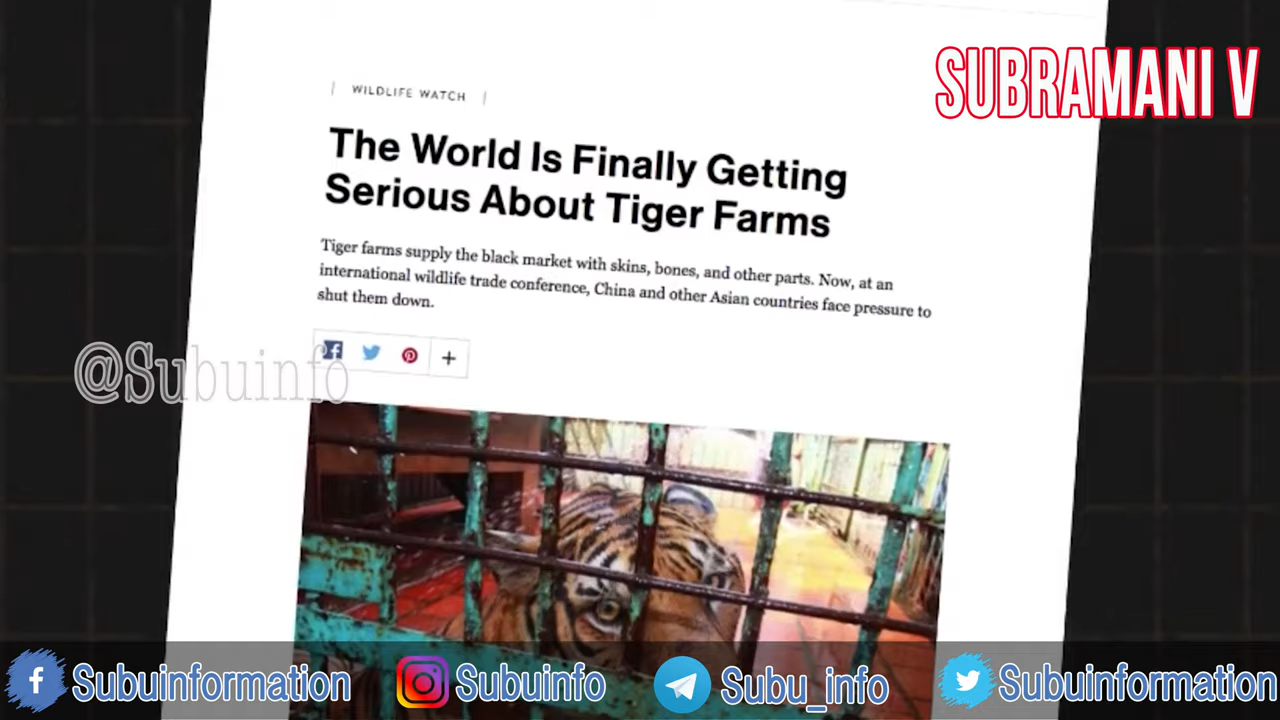 SUBRAMANI V
WILDLIFE WATCH
The World Is Finally Getting
Serious About Tiger Farms
Tiger farms supply the black market with skins, bones, and other parts. Now, at an
international wildlife trade conference, China and other Asian countries face pressure to
shut them down.
@Subuinfo
Subuinformation
Subuinfo
Subu_info
Subuinformation